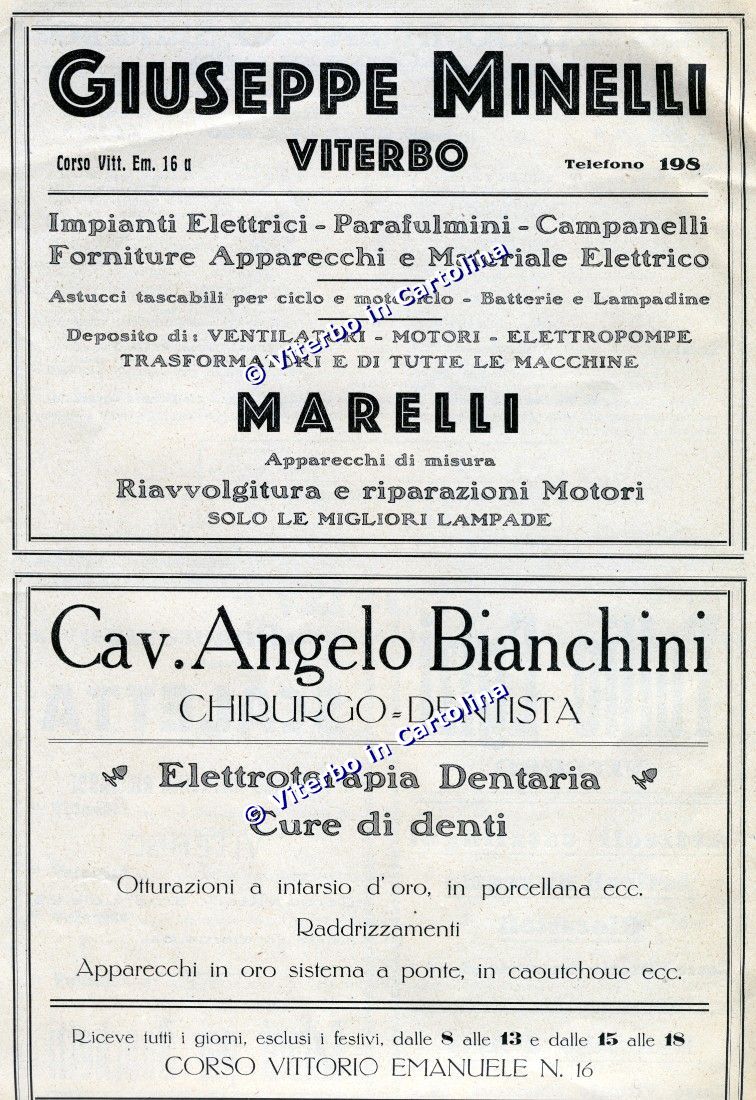 GIUSEPPE MINELLI
Corso Vitt. Em. 16 a VITERBO Telefono 198
Impianti Elettrici - Parafulmini - Campanelli
Forniture Apparecchi e Materiale Elettrico
Astucci tascabili per ciclo e motociclo - Batterie e Lampadine
Deposito di: VENTILATORI - MOTORI - ELETTROPOMPE
TRASFORMATORI E DI TUTTE LE MACCHINE
MARELLI
Apparecchi di misura
Riavvolgitura e riparazioni Motori
SOLO LE MIGLIORI LAMPADE
© Viterbo in Cartolina
Cav. Angelo Bianchini
CHIRURGO-DENTISTA
Elettroterapia Dentaria
Cure di denti
Otturazioni a intarsio d'oro, in porcellana ecc.
Raddrizzamenti
Apparecchi in oro sistema a ponte, in caoutchouc ecc.
Riceve tutti i giorni, esclusi i festivi, dalle 8 alle 13 e dalle 15 alle 18
CORSO VITTORIO EMANUELE N. 16
© Viterbo in Cartolina